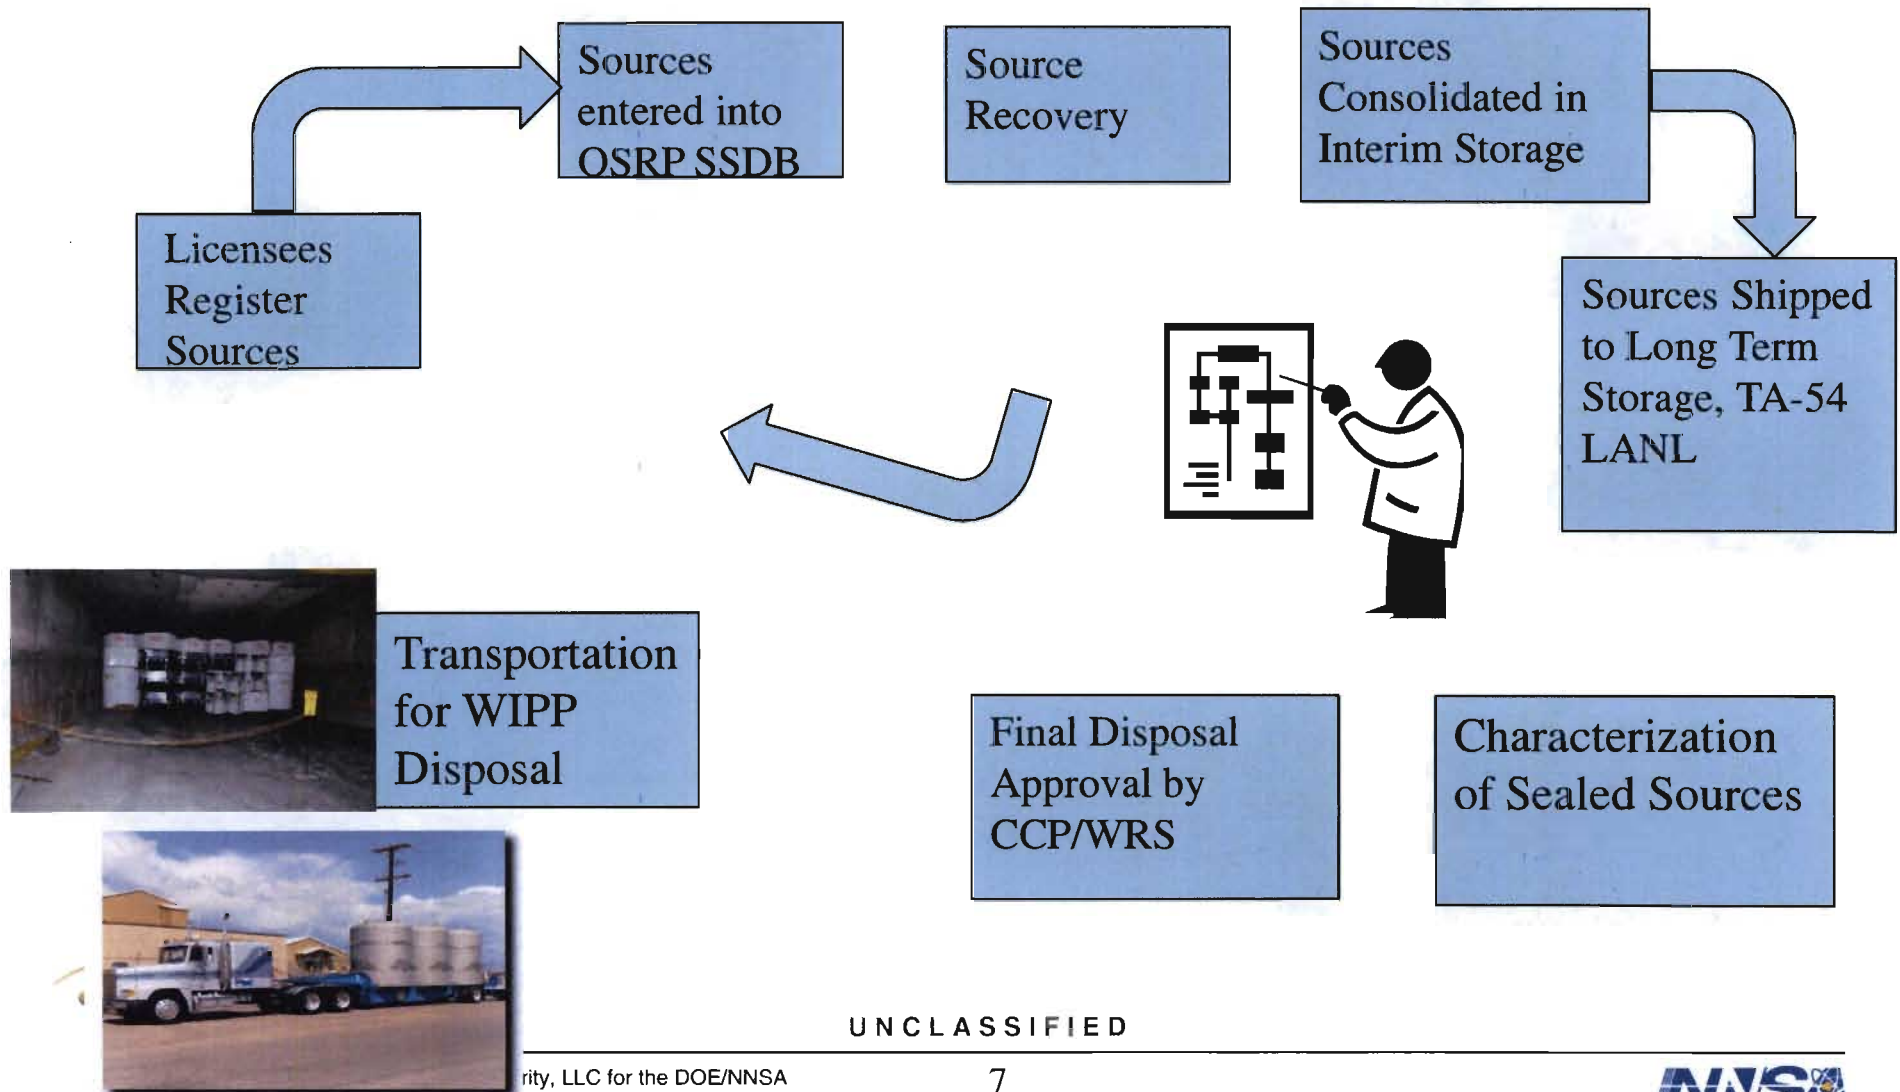 Sources
entered into
OSRP SSDB
Source
Recovery
Sources
Consolidated in
Interim Storage
Licensees
Register
Sources
Sources Shipped
to Long Term
Storage, TA-54
LANL
Transportation
for WIPP
Disposal
Final Disposal
Approval by
CCP/WRS
Characterization
of Sealed Sources
UNCLASSIFIED
rity, LLC for the DOE/NNSA
7
NNSA